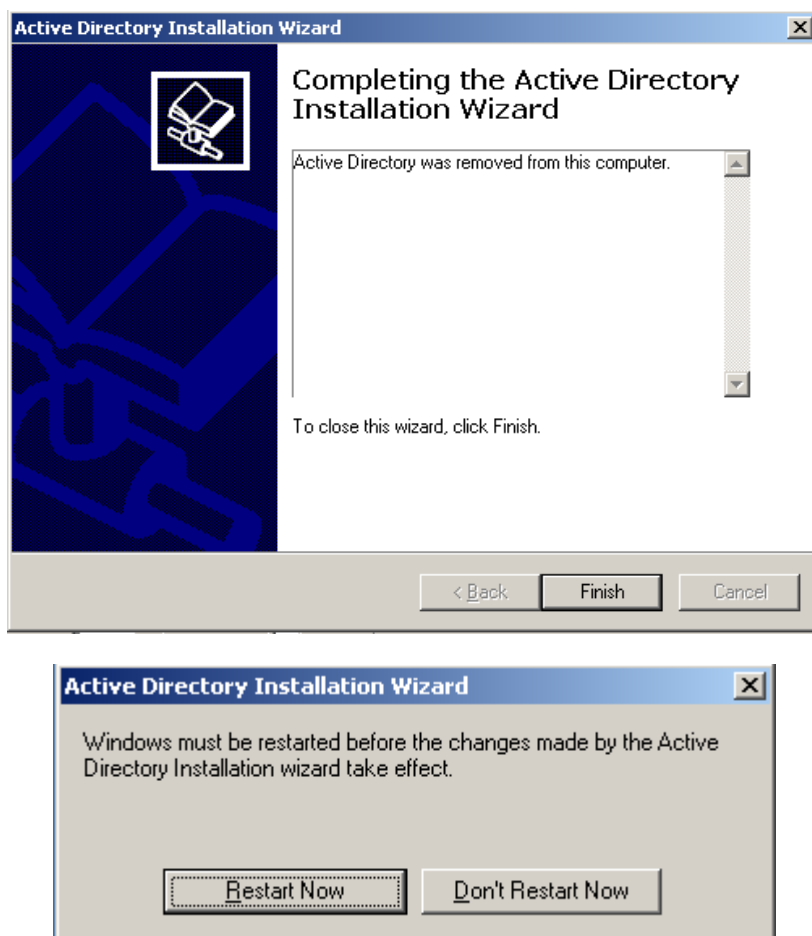 Active Directory Installation Wizard
Completing the Active Directory
Installation Wizard
Active Directory was removed from this computer.
To close this wizard, click Finish.
< Back
Finish
Cancel
Active Directory Installation Wizard
Windows must be restarted before the changes made by the Active
Directory Installation wizard take effect.
Restart Now
Don't Restart Now